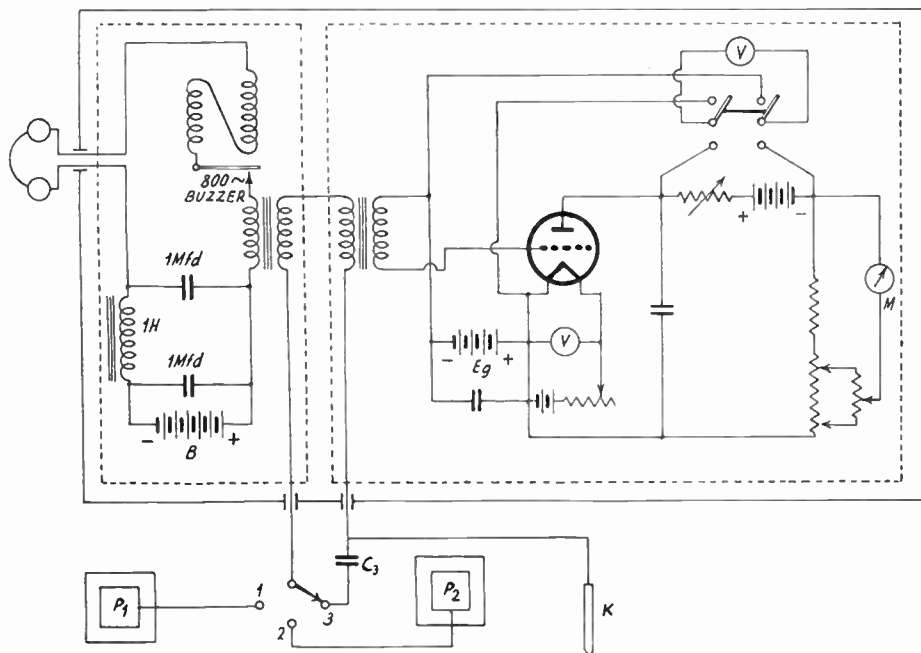 V
800~
BUZZER
1Mfd
1H
1Mfd
- +
B
+ -
M
V
- +
Eg
C3
P1
1
2
3
P2
K